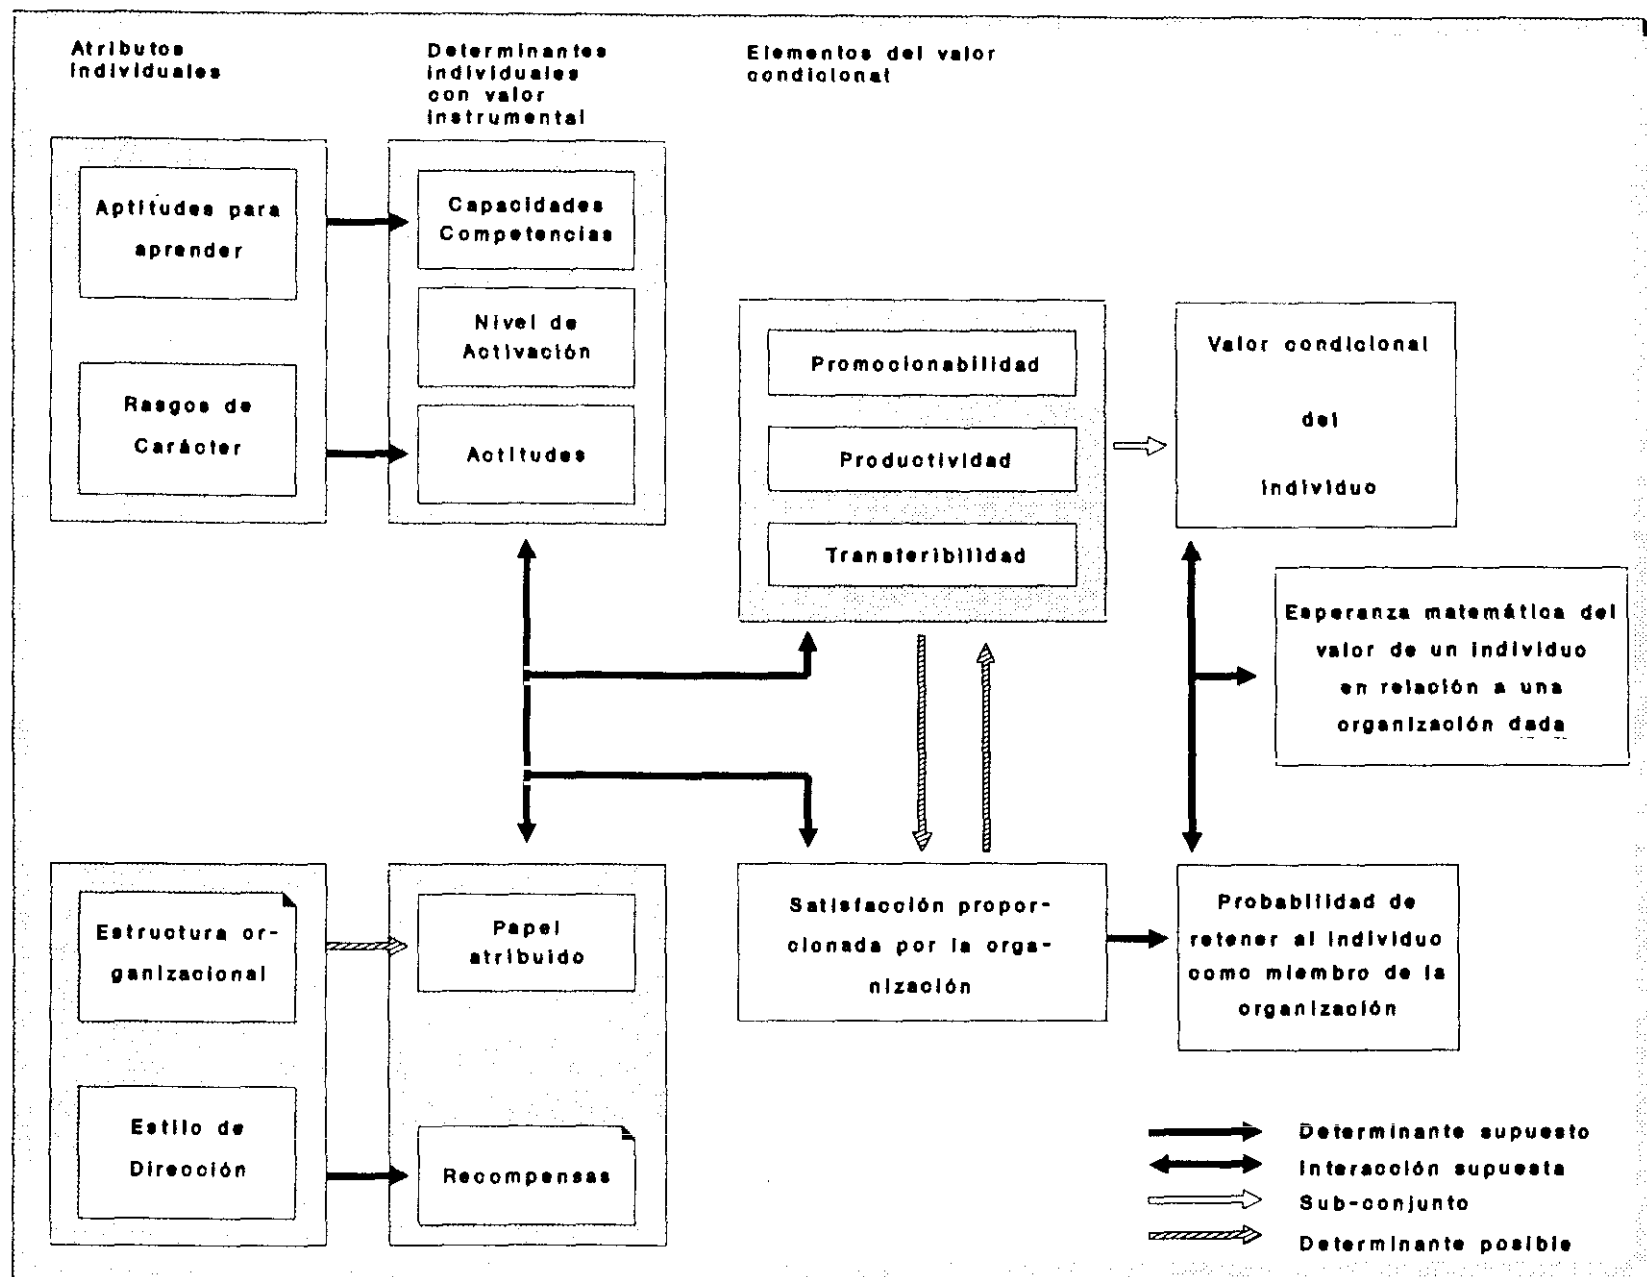 Atributos
individuales
Determinantes
individuales
con valor
instrumental
Elementos del valor
condicional
Aptitudes para
aprender
Rasgos de
Carácter
Capacidades
Competencias
Nivel de
Activación
Actitudes
Promocionabilidad
Productividad
Transferibilidad
Valor condicional
del
individuo
Esperanza matemática del
valor de un individuo
en relación a una
organización dada
Estructura or-
ganizacional
Estilo de
Dirección
Papel
atribuido
Recompensas
Satisfacción propor-
cionada por la orga-
nización
Probabilidad de
retener al individuo
como miembro de la
organización
Determinante supuesto
Interacción supuesta
Sub-conjunto
Determinante posible